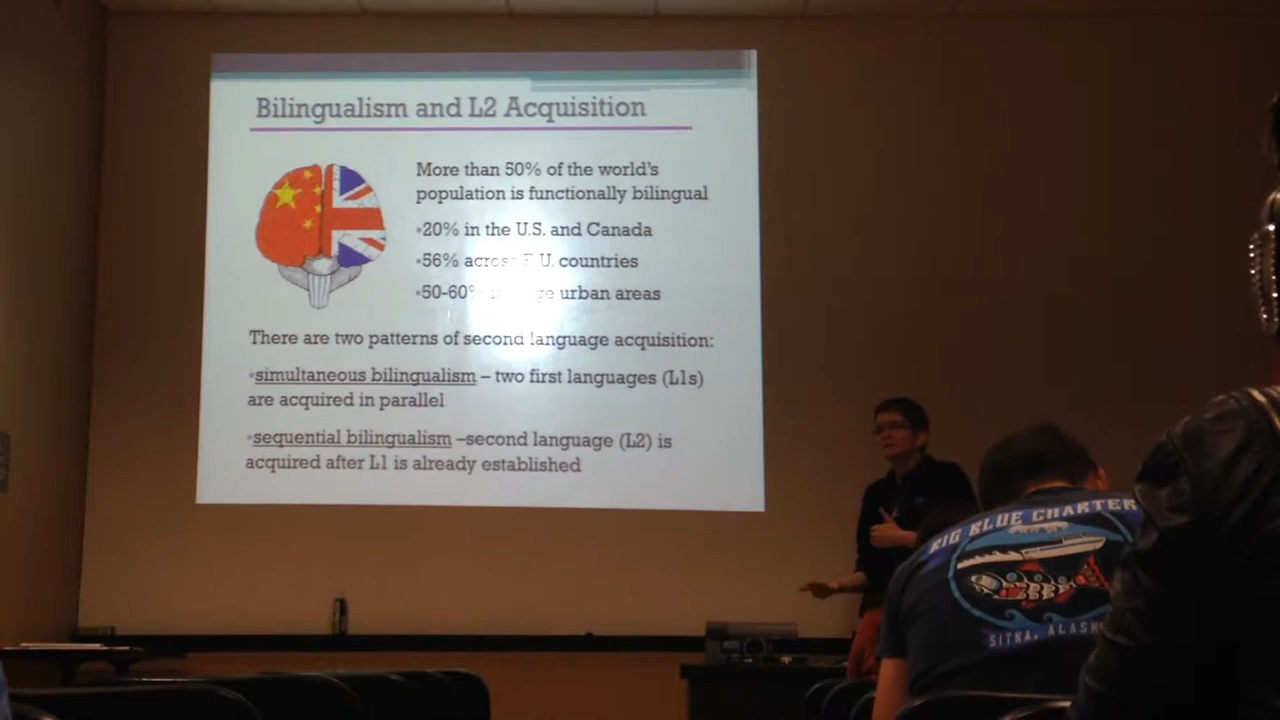 Bilingualism and L2 Acquisition
More than 50% of the world's
population is functionally bilingual
•20% in the U.S. and Canada
•56% across E.U. countries
•50-60% urban areas
There are two patterns of second language acquisition:
•simultaneous bilingualism – two first languages (L1s)
are acquired in parallel
•sequential bilingualism –second language (L2) is
acquired after L1 is already established
BIG BLUE CHARTER
SITKA, ALASK